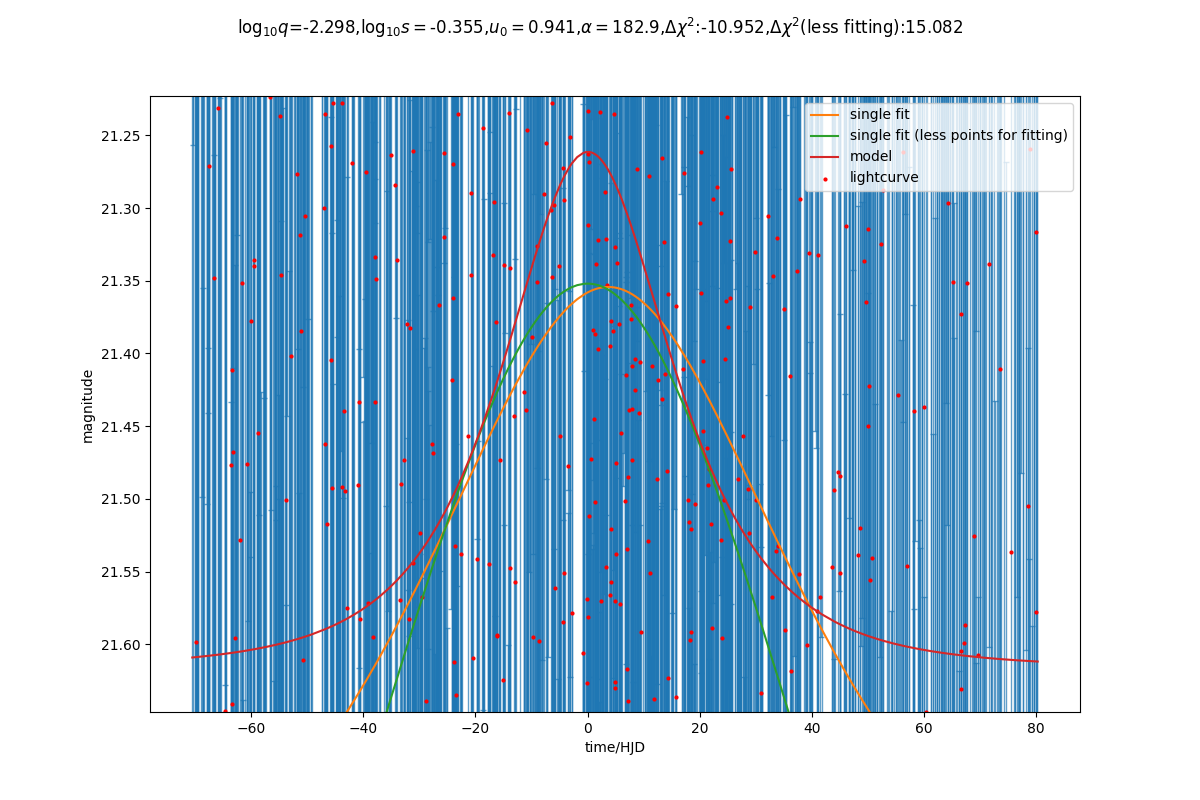 log₁₀q=-2.298,log₁₀s = -0.355,u₀ = 0.941,α = 182.9,Δχ²:-10.952,Δχ²(less fitting):15.082
single fit
single fit (less points for fitting)
model
lightcurve
21.25
21.30
21.35
21.40
21.45
21.50
21.55
21.60
magnitude
−60
−40
−20
0
20
40
60
80
time/HJD